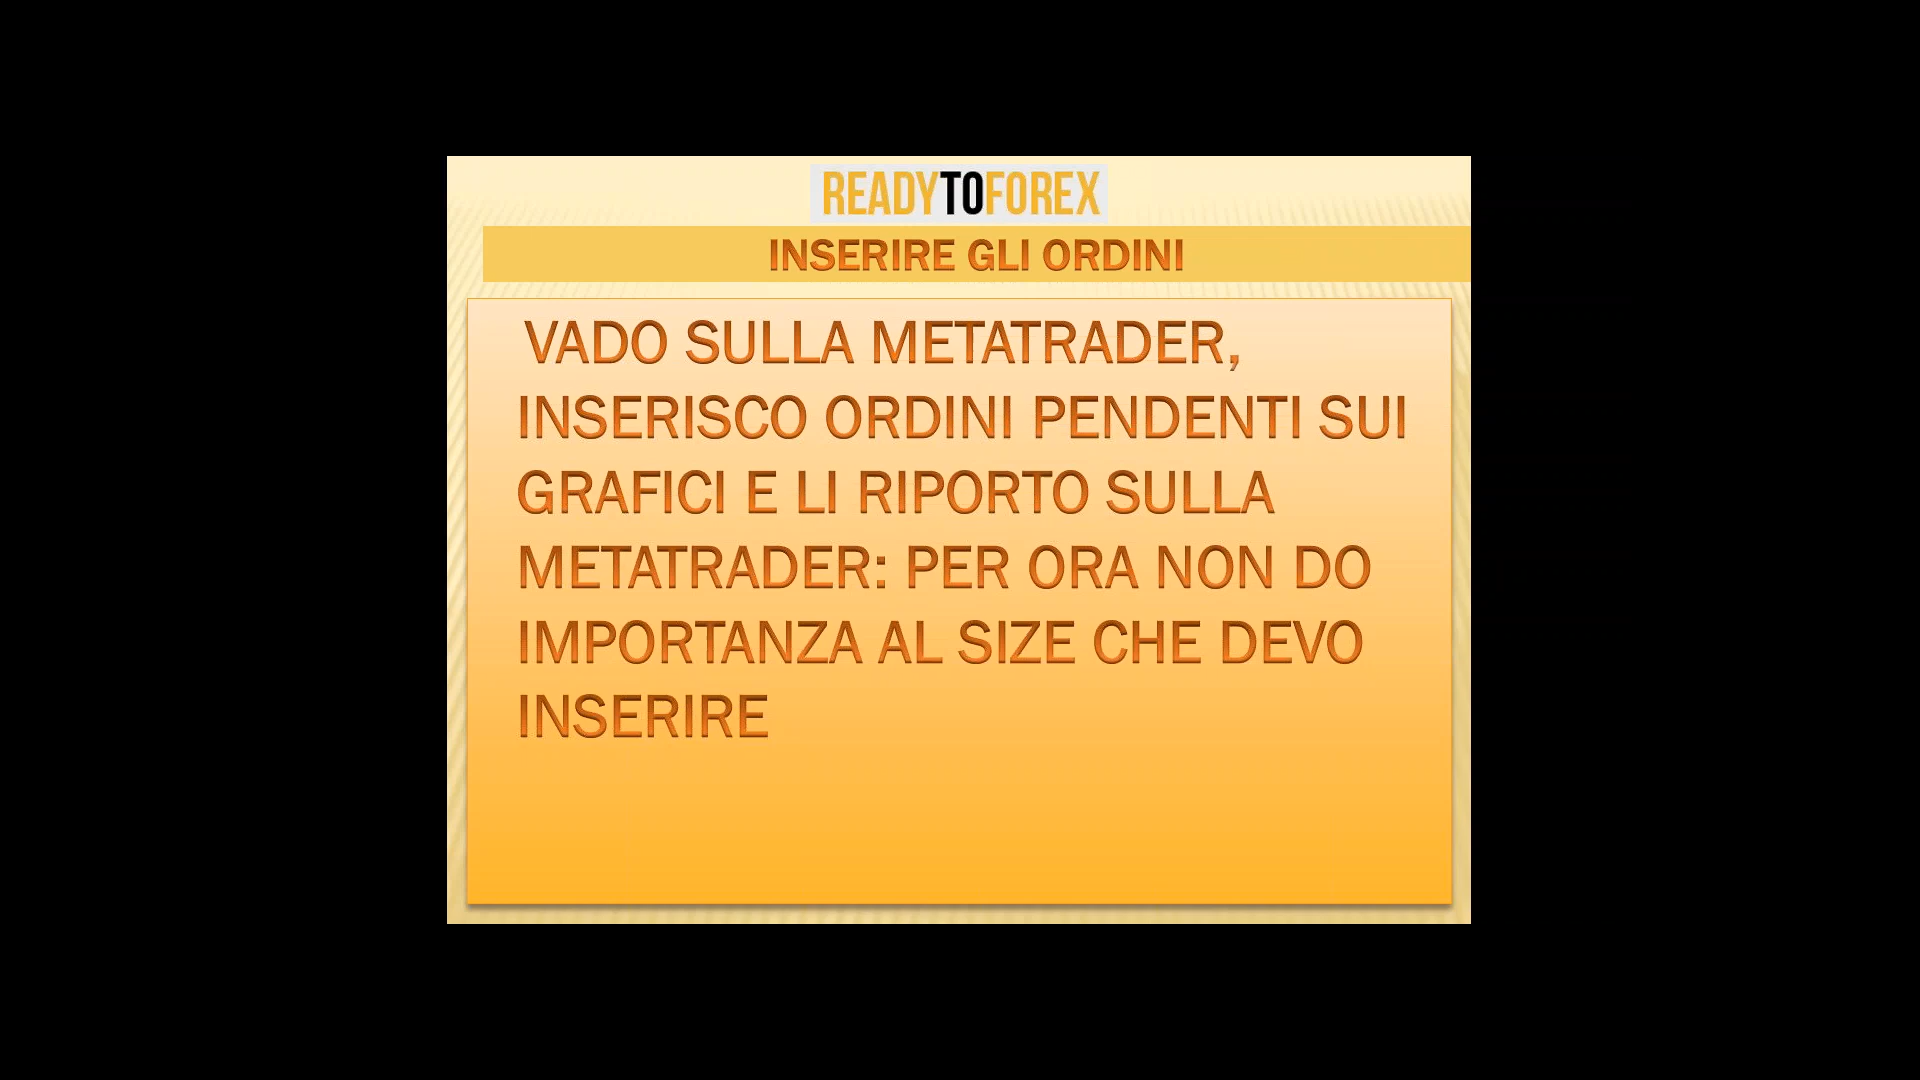 READYTOFOREX
INSERIRE GLI ORDINI
VADO SULLA METATRADER,
INSERISCO ORDINI PENDENTI SUI
GRAFICI E LI RIPORTO SULLA
METATRADER: PER ORA NON DO
IMPORTANZA AL SIZE CHE DEVO
INSERIRE